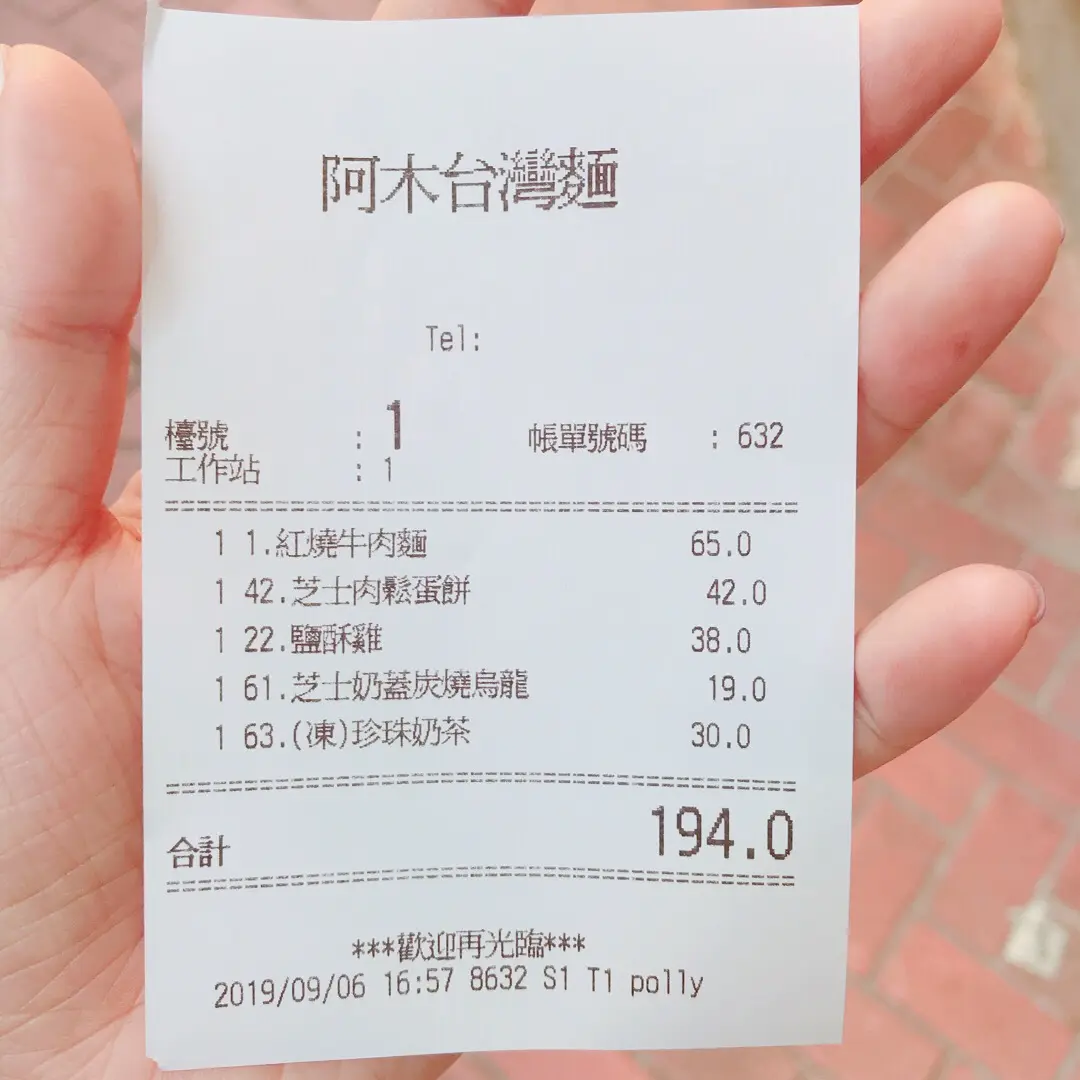 阿木台灣麵
Tel:
檯號 : 1 帳單號碼 : 632
工作站 : 1
1 1.紅燒牛肉麵 65.0
1 42.芝士肉鬆蛋餅 42.0
1 22.鹽酥雞 38.0
1 61.芝士奶蓋炭燒烏龍 19.0
1 63.(凍)珍珠奶茶 30.0
合計 194.0
***歡迎再光臨***
2019/09/06 16:57 8632 S1 T1 polly